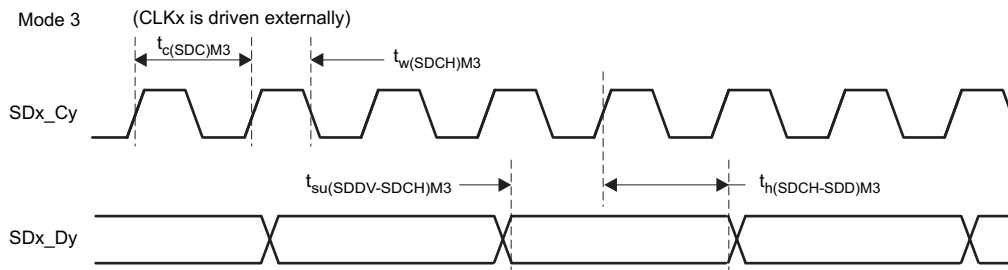 Mode 3 (CLKx is driven externally)
tc(SDC)M3
tw(SDCH)M3
SDx_Cy
tsu(SDDV-SDCH)M3
th(SDCH-SDD)M3
SDx_Dy